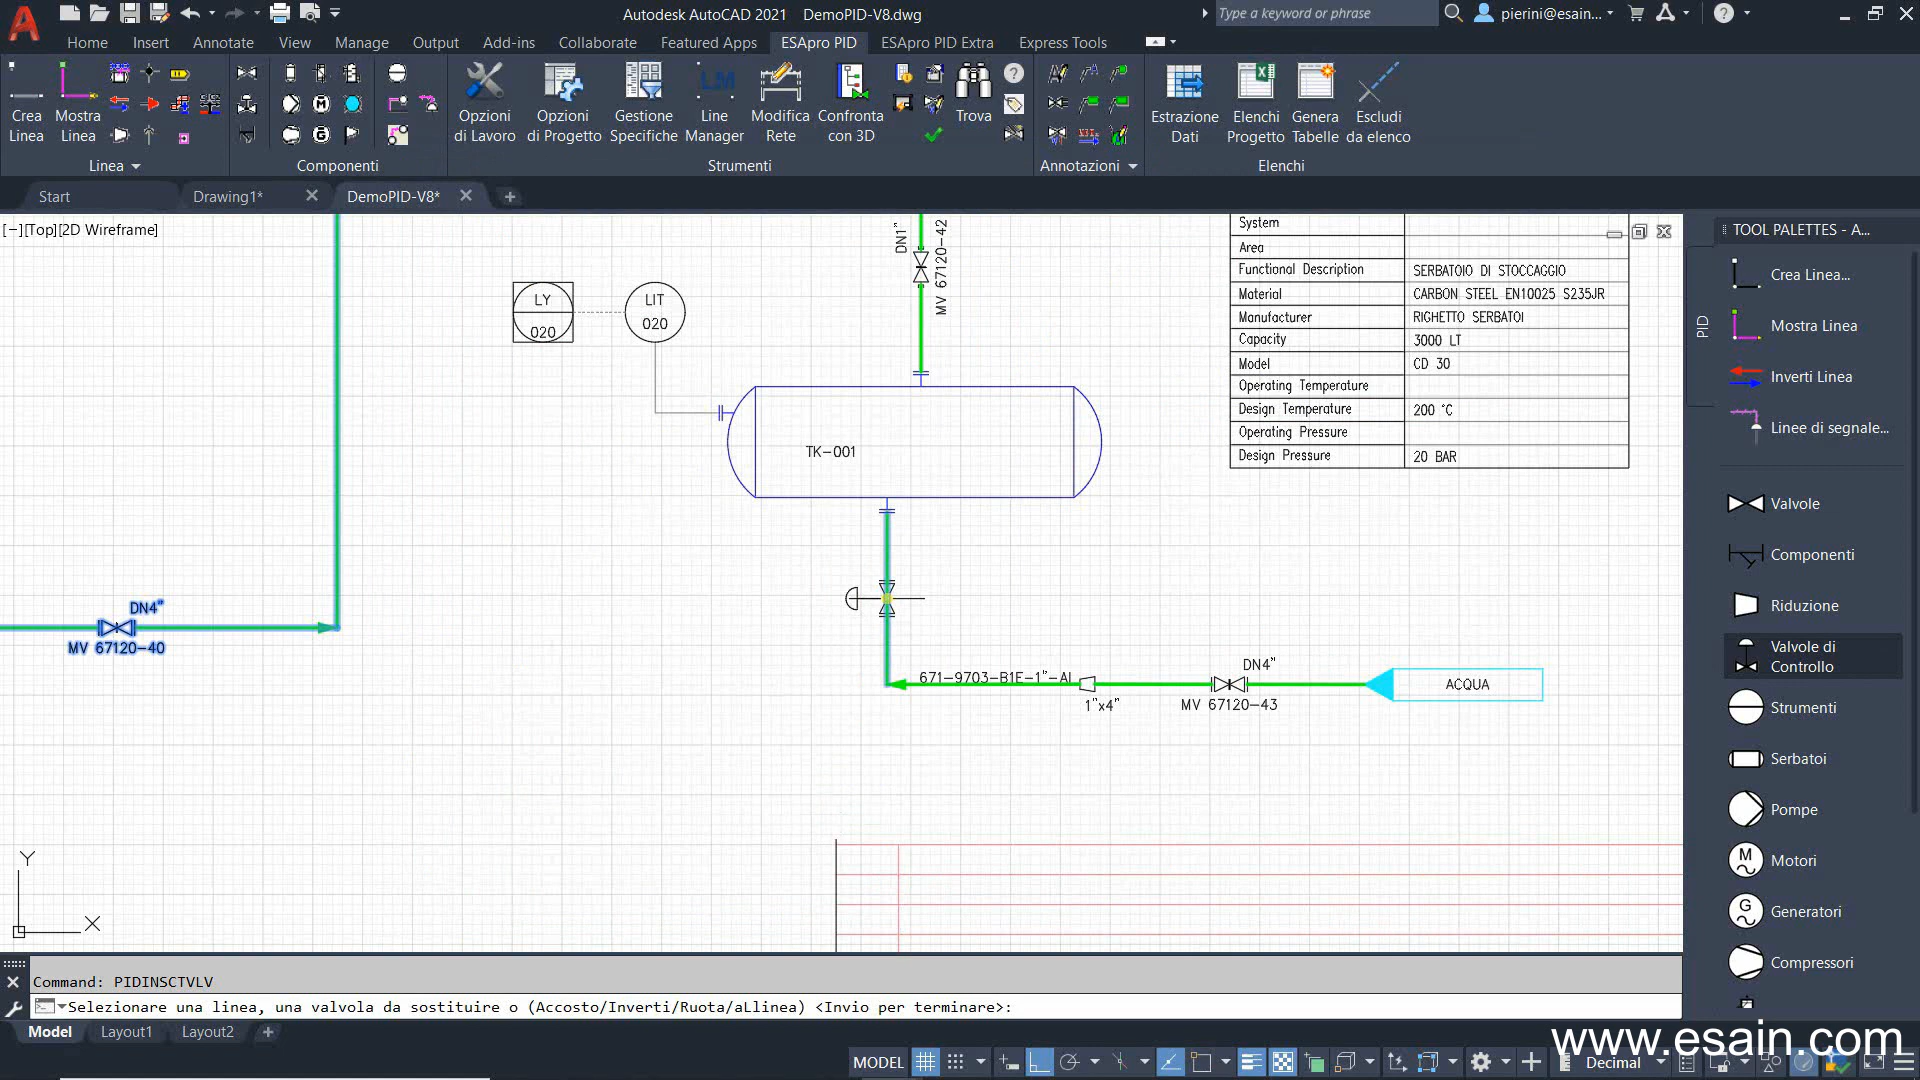 Autodesk AutoCAD 2021 DemoPID-V8.dwg
Type a keyword or phrase
pierini@esain...
Home Insert Annotate View Manage Output Add-ins Collaborate Featured Apps ESApro PID ESApro PID Extra Express Tools
Crea Linea
Mostra Linea
Opzioni di Lavoro
Opzioni di Progetto
Gestione Specifiche
LM
Line Manager
Modifica Rete
Confronta con 3D
Trova
Estrazione Dati
Elenchi Progetto
Genera Tabelle
Escludi da elenco
Linea
Componenti
Strumenti
Annotazioni
Elenchi
Start
Drawing1*
DemoPID-V8*
[−][Top][2D Wireframe]
DN1"
MV 67120-42
LY
020
LIT
020
TK-001
System
Area
Functional Description SERBATOIO DI STOCCAGGIO
Material CARBON STEEL EN10025 S235JR
Manufacturer RIGHETTO SERBATOI
Capacity 3000 LT
Model CD 30
Operating Temperature
Design Temperature 200 °C
Operating Pressure
Design Pressure 20 BAR
DN4"
MV 67120-40
671-9703-B1E-1"-AI
1"x4"
DN4"
MV 67120-43
ACQUA
Y
X
TOOL PALETTES - A...
PID
Crea Linea...
Mostra Linea
Inverti Linea
Linee di segnale...
Valvole
Componenti
Riduzione
Valvole di
Controllo
Strumenti
Serbatoi
Pompe
M
Motori
G
Generatori
Compressori
Command: PIDINSCTVLV
Selezionare una linea, una valvola da sostituire o (Accosto/Inverti/Ruota/aLlinea) <Invio per terminare>:
Model Layout1 Layout2
www.esain.com
MODEL
Decimal